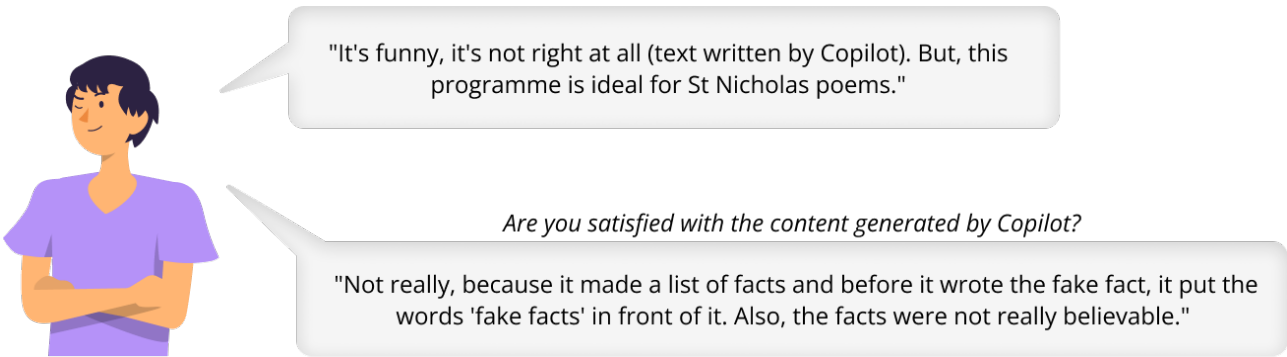 "It's funny, it's not right at all (text written by Copilot). But, this
programme is ideal for St Nicholas poems."
Are you satisfied with the content generated by Copilot?
"Not really, because it made a list of facts and before it wrote the fake fact, it put the
words 'fake facts' in front of it. Also, the facts were not really believable."